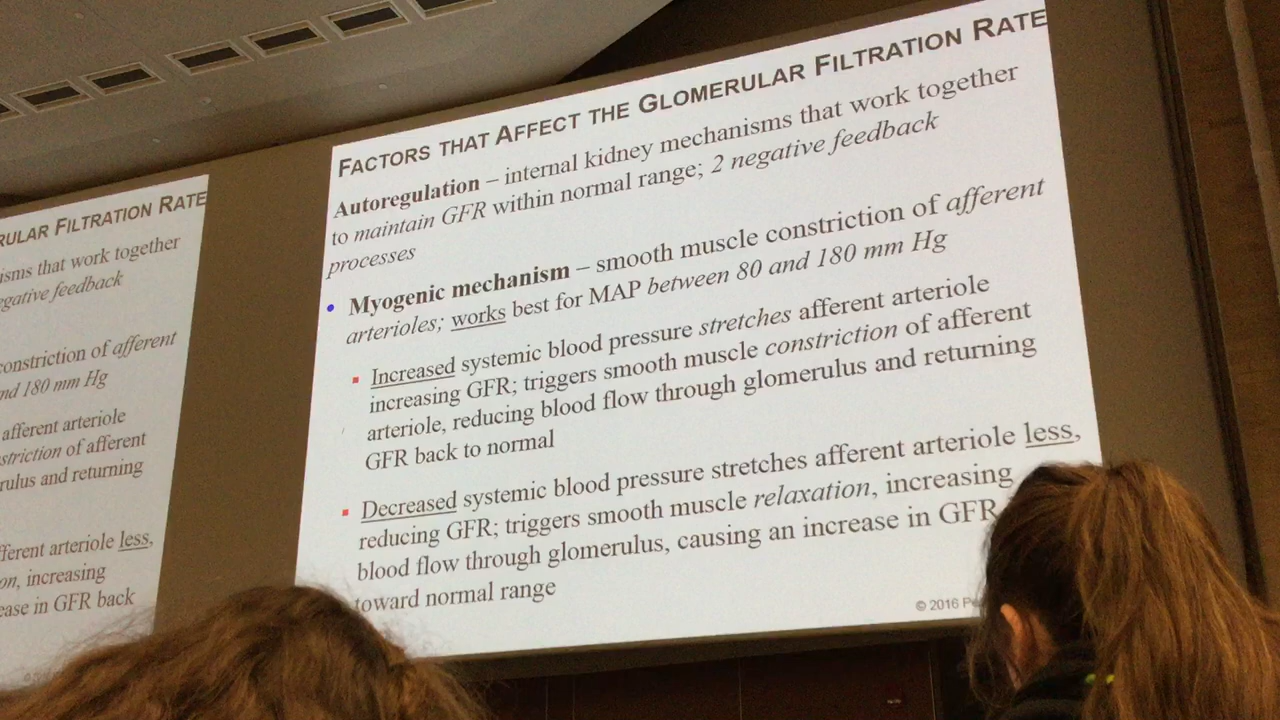 FACTORS THAT AFFECT THE GLOMERULAR FILTRATION RATE
Autoregulation – internal kidney mechanisms that work together
to maintain GFR within normal range; 2 negative feedback
processes
• Myogenic mechanism – smooth muscle constriction of afferent
arterioles; works best for MAP between 80 and 180 mm Hg
▪ Increased systemic blood pressure stretches afferent arteriole
increasing GFR; triggers smooth muscle constriction of afferent
arteriole, reducing blood flow through glomerulus and returning
GFR back to normal
▪ Decreased systemic blood pressure stretches afferent arteriole less,
reducing GFR; triggers smooth muscle relaxation, increasing
blood flow through glomerulus, causing an increase in GFR
toward normal range
© 2016
RULAR FILTRATION RATE
isms that work together
egative feedback
constriction of afferent
nd 180 mm Hg
afferent arteriole
striction of afferent
rulus and returning
fferent arteriole less,
on, increasing
ease in GFR back